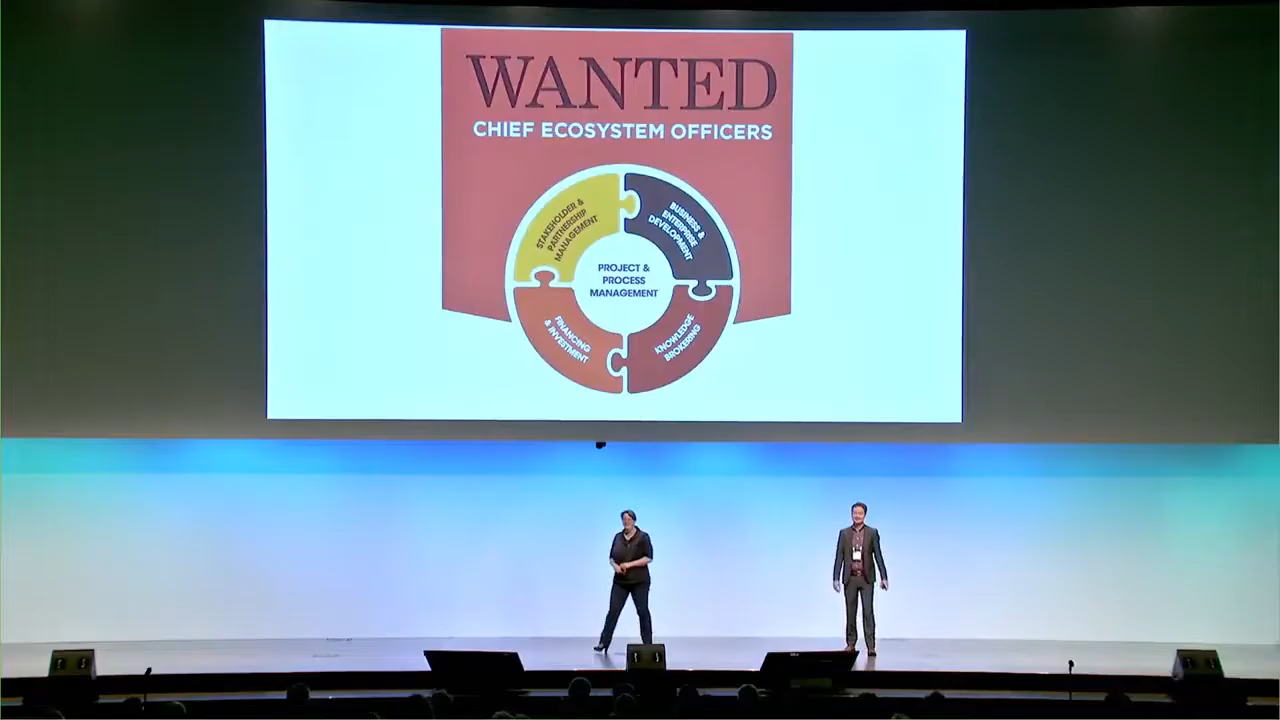 WANTED
CHIEF ECOSYSTEM OFFICERS
STAKEHOLDER &
PARTNERSHIP
MANAGEMENT
BUSINESS &
ENTERPRISE
DEVELOPMENT
PROJECT &
PROCESS
MANAGEMENT
FINANCING
& INVESTMENT
KNOWLEDGE
BROKERING